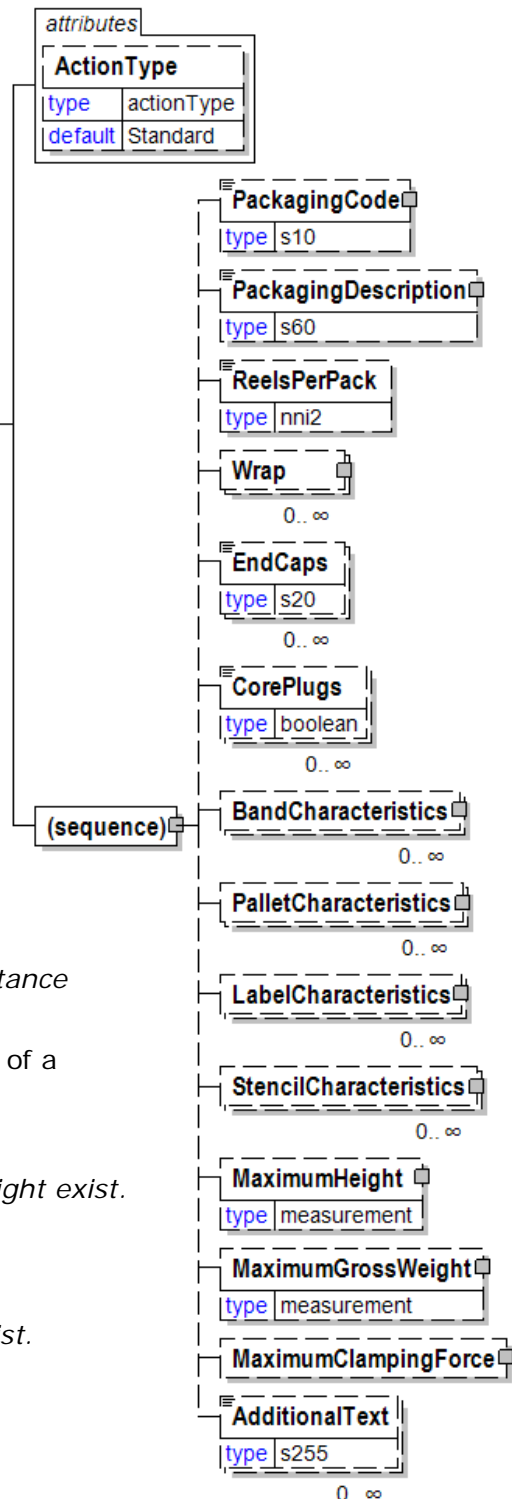 attributes
ActionType
type actionType
default Standard
PackagingCode
type s10
PackagingDescription
type s60
ReelsPerPack
type nni2
Wrap
0.. ∞
EndCaps
type s20
0.. ∞
CorePlugs
type boolean
0.. ∞
BandCharacteristics
(sequence)
0.. ∞
PalletCharacteristics
0.. ∞
tance
LabelCharacteristics
0.. ∞
of a
StencilCharacteristics
0.. ∞
ight exist.
MaximumHeight
type measurement
MaximumGrossWeight
type measurement
ist.
MaximumClampingForce
AdditionalText
type s255
0.. ∞